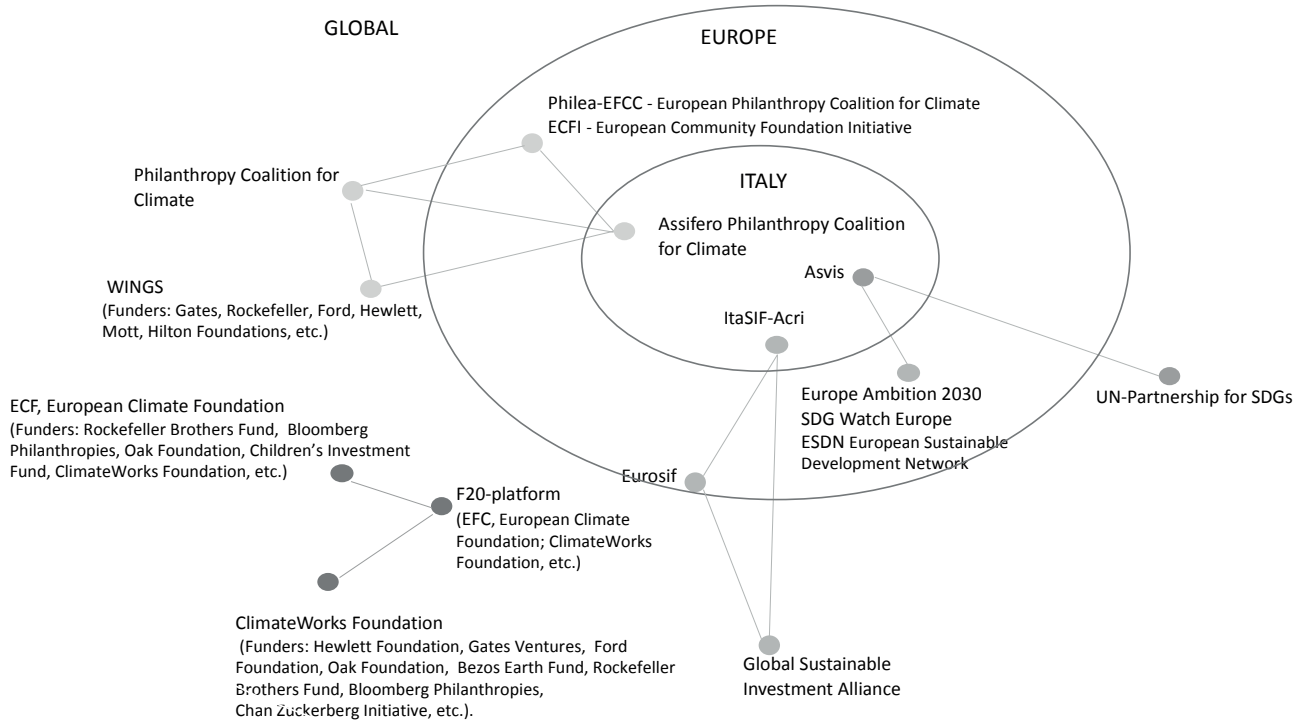 GLOBAL
EUROPE
Philea-EFCC - European Philanthropy Coalition for Climate
ECFI - European Community Foundation Initiative
Philanthropy Coalition for
Climate
ITALY
Assifero Philanthropy Coalition
for Climate
Asvis
WINGS
(Funders: Gates, Rockefeller, Ford, Hewlett,
Mott, Hilton Foundations, etc.)
ItaSIF-Acri
Europe Ambition 2030
SDG Watch Europe
ESDN European Sustainable
Development Network
UN-Partnership for SDGs
ECF, European Climate Foundation
(Funders: Rockefeller Brothers Fund, Bloomberg
Philanthropies, Oak Foundation, Children's Investment
Fund, ClimateWorks Foundation, etc.)
Eurosif
F20-platform
(EFC, European Climate
Foundation; ClimateWorks
Foundation, etc.)
ClimateWorks Foundation
(Funders: Hewlett Foundation, Gates Ventures, Ford
Foundation, Oak Foundation, Bezos Earth Fund, Rockefeller
Brothers Fund, Bloomberg Philanthropies,
Chan Zuckerberg Initiative, etc.).
Global Sustainable
Investment Alliance